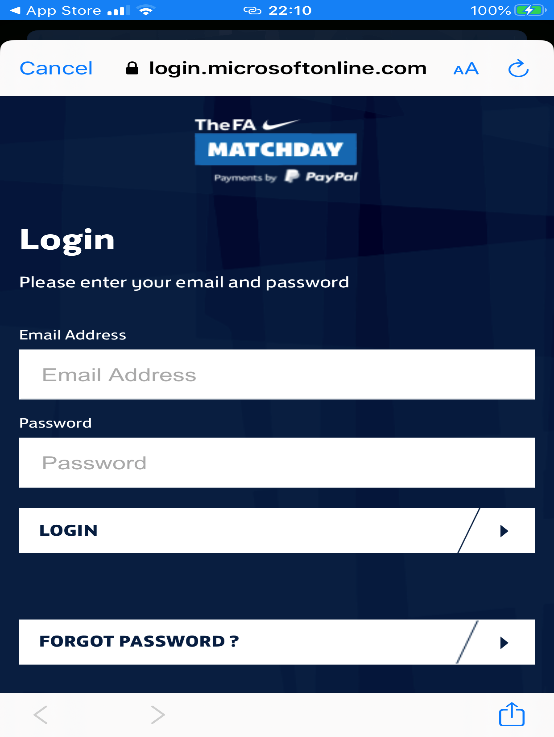 App Store 22:10 100%
Cancel login.microsoftonline.com AA
The FA
MATCHDAY
Payments by PayPal
Login
Please enter your email and password
Email Address
Email Address
Password
Password
LOGIN
FORGOT PASSWORD ?